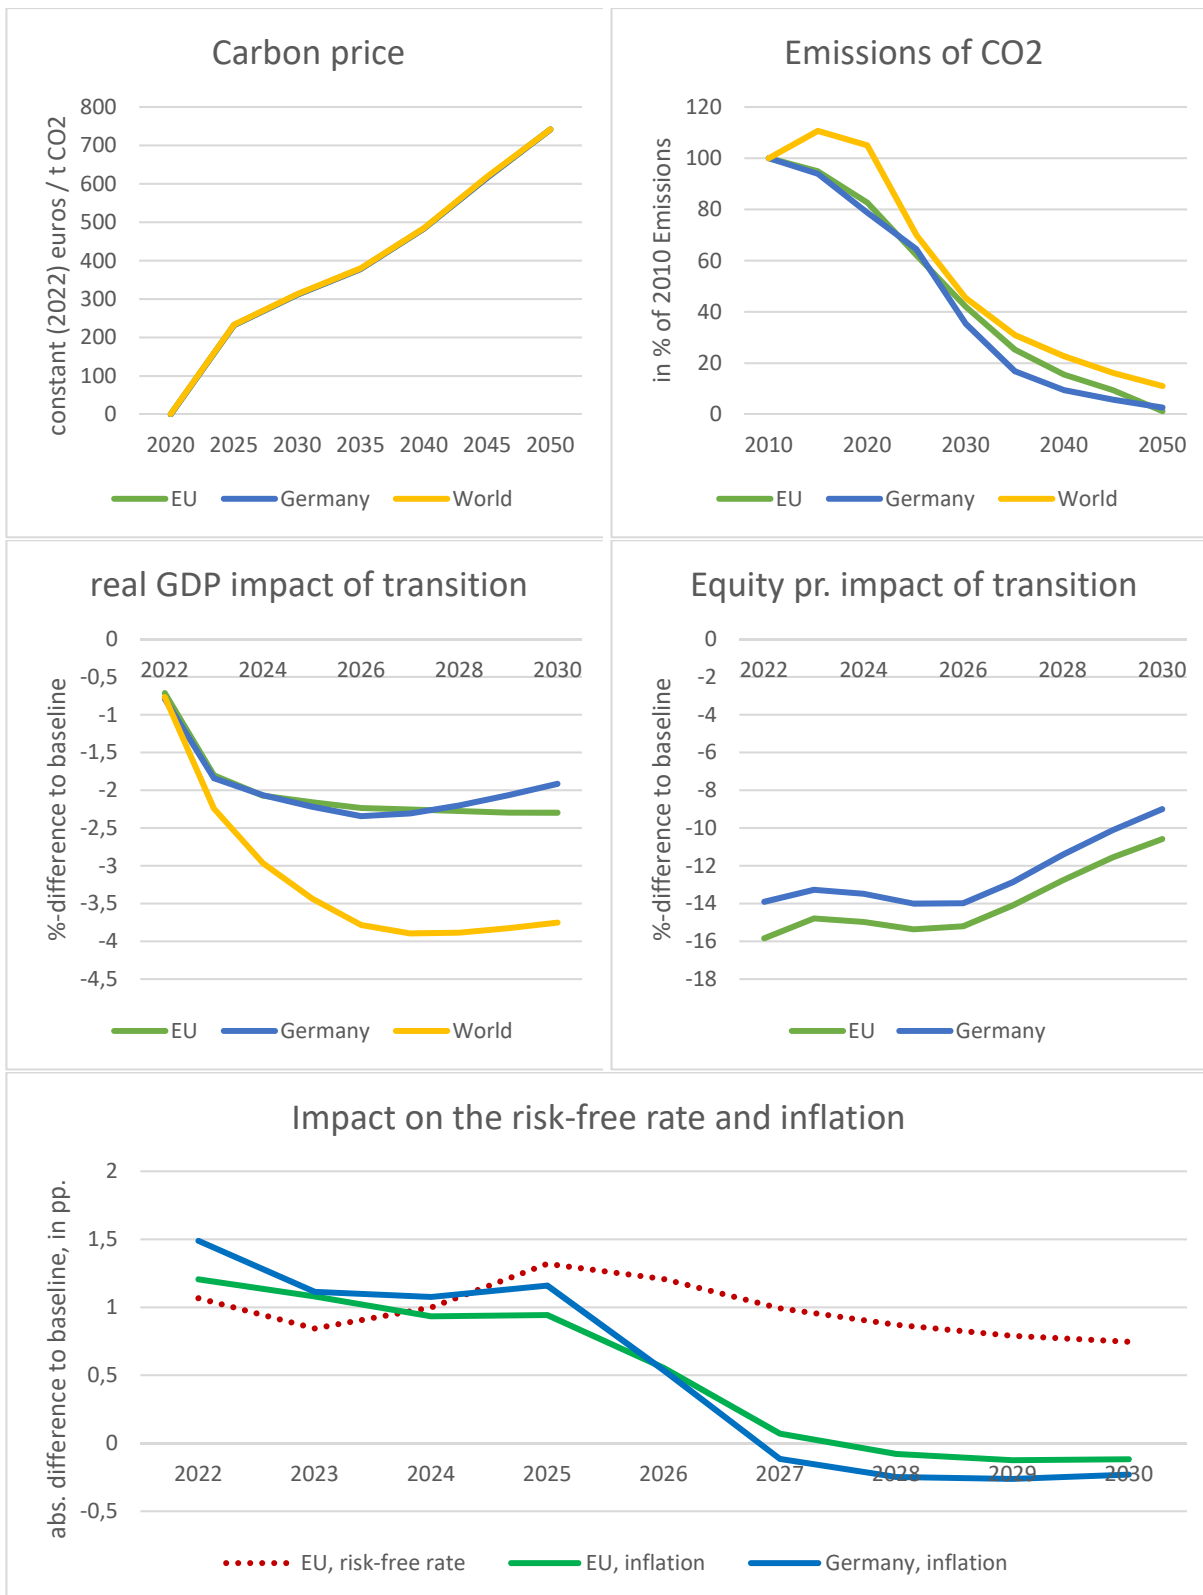 Carbon price
constant (2022) euros / t CO2
800
700
600
500
400
300
200
100
0
2020 2025 2030 2035 2040 2045 2050
EU Germany World
Emissions of CO2
in % of 2010 Emissions
120
100
80
60
40
20
0
2010 2020 2030 2040 2050
EU Germany World
real GDP impact of transition
%-difference to baseline
0
2022 2024 2026 2028 2030
-0,5
-1
-1,5
-2
-2,5
-3
-3,5
-4
-4,5
EU Germany World
Equity pr. impact of transition
%-difference to baseline
0
2022 2024 2026 2028 2030
-2
-4
-6
-8
-10
-12
-14
-16
-18
EU Germany
Impact on the risk-free rate and inflation
abs. difference to baseline, in pp.
2
1,5
1
0,5
0
2022 2023 2024 2025 2026 2027 2028 2029 2030
-0,5
EU, risk-free rate EU, inflation Germany, inflation